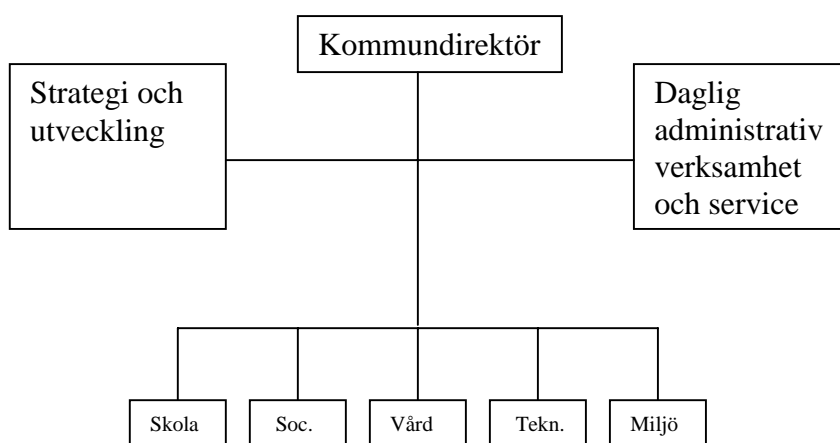 Kommundirektör
Strategi och
utveckling
Daglig
administrativ
verksamhet
och service
Skola
Soc.
Vård
Tekn.
Miljö